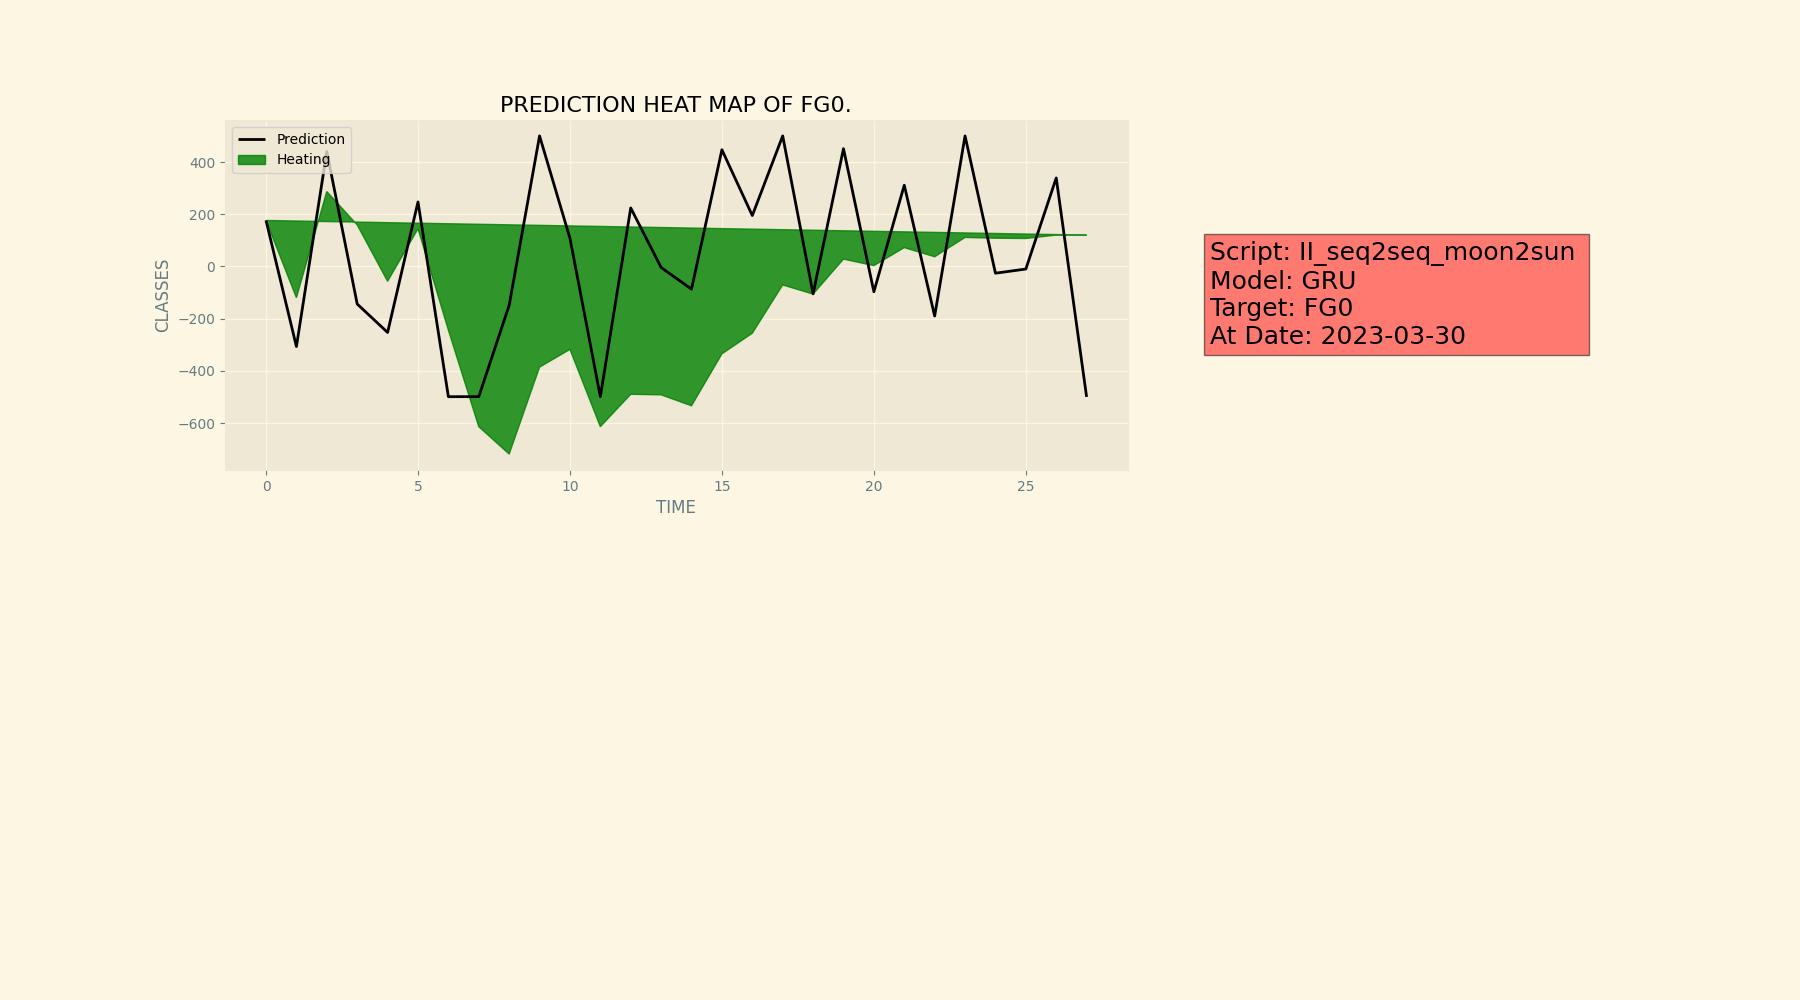 PREDICTION HEAT MAP OF FG0.
Prediction
Heating
400
200
0
−200
−400
−600
CLASSES
0 5 10 15 20 25
TIME
Script: II_seq2seq_moon2sun
Model: GRU
Target: FG0
At Date: 2023-03-30